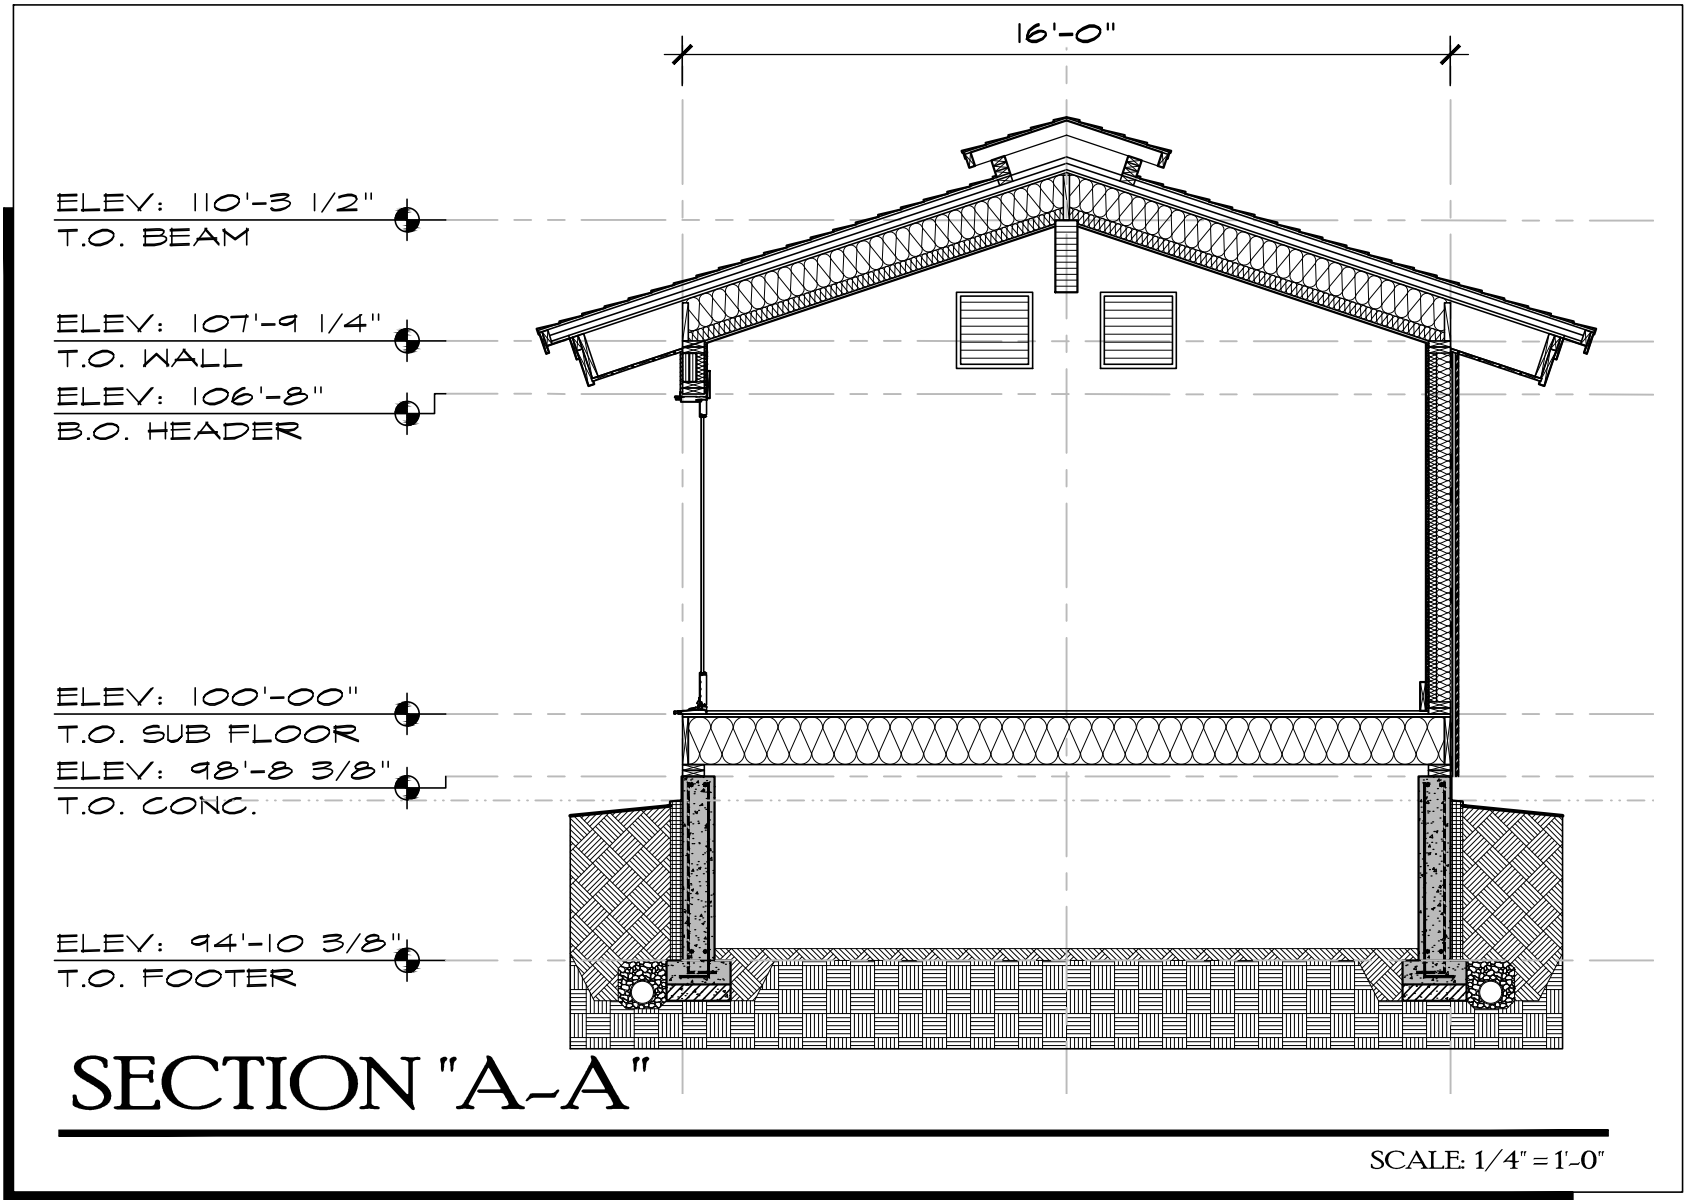 16'-0"
ELEV: 110'-3 1/2"
T.O. BEAM
ELEV: 107'-9 1/4"
T.O. WALL
ELEV: 106'-8"
B.O. HEADER
ELEV: 100'-00"
T.O. SUB FLOOR
ELEV: 98'-8 3/8"
T.O. CONC.
ELEV: 94'-10 3/8"
T.O. FOOTER
SECTION "A~A"
SCALE: 1/4" = 1'~0"